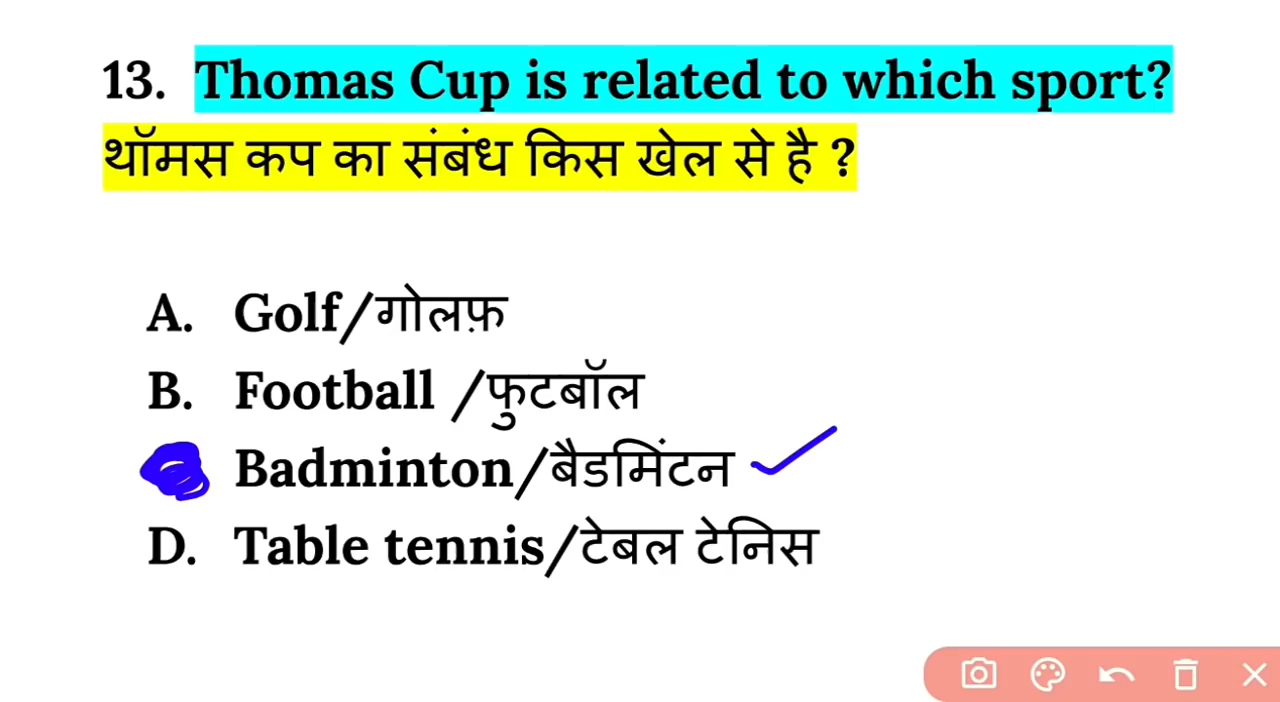 13. Thomas Cup is related to which sport?
थॉमस कप का संबंध किस खेल से है ?
A. Golf/गोलफ़
B. Football /फुटबॉल
Badminton/बैडमिंटन
D. Table tennis/टेबल टेनिस